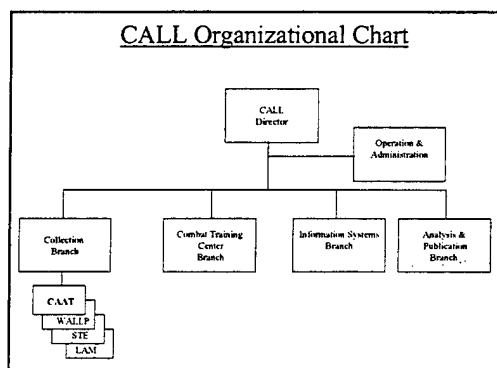 CALL Organizational Chart
CALL
Director
Operation &
Administration
Collection
Branch
Combat Training
Center
Branch
Information Systems
Branch
Analysis &
Publication
Branch
CAAT
WALLP
STE
LAM